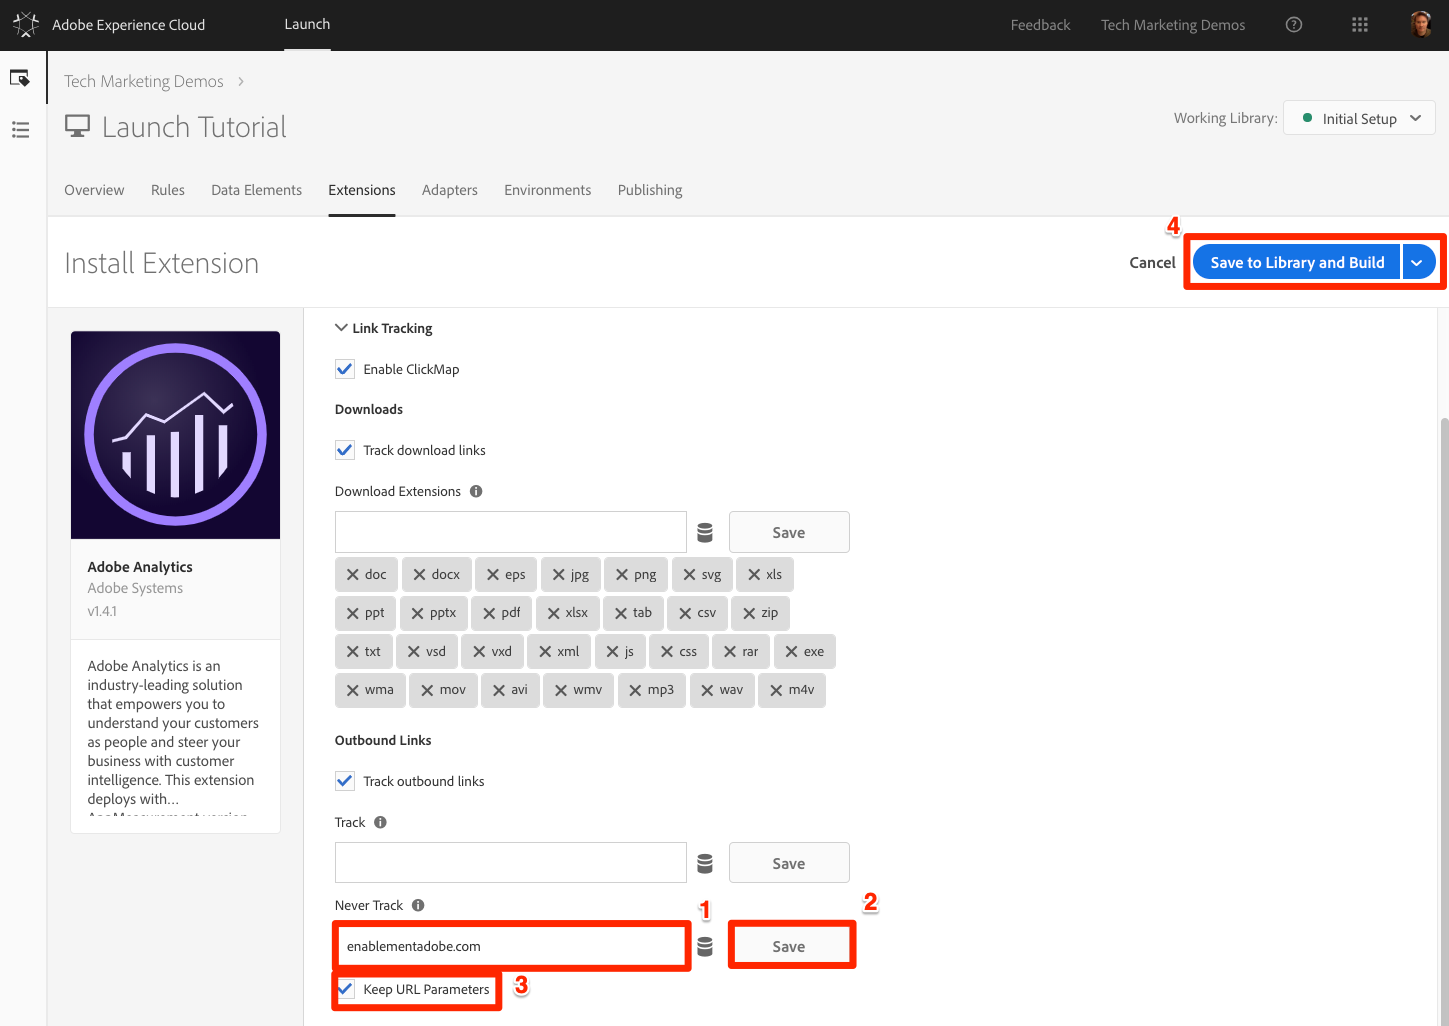 Adobe Experience Cloud
Launch
Feedback
Tech Marketing Demos
Tech Marketing Demos
Launch Tutorial
Working Library:
Initial Setup
Overview
Rules
Data Elements
Extensions
Adapters
Environments
Publishing
4
Install Extension
Cancel
Save to Library and Build
Adobe Analytics
Adobe Systems
v1.4.1
Adobe Analytics is an
industry-leading solution
that empowers you to
understand your customers
as people and steer your
business with customer
intelligence. This extension
deploys with...
Link Tracking
Enable ClickMap
Downloads
Track download links
Download Extensions
Save
doc docx eps jpg png svg xls
ppt pptx pdf xlsx tab csv zip
txt vsd vxd xml js css rar exe
wma mov avi wmv mp3 wav m4v
Outbound Links
Track outbound links
Track
Save
Never Track
1
2
enablementadobe.com
Save
Keep URL Parameters
3